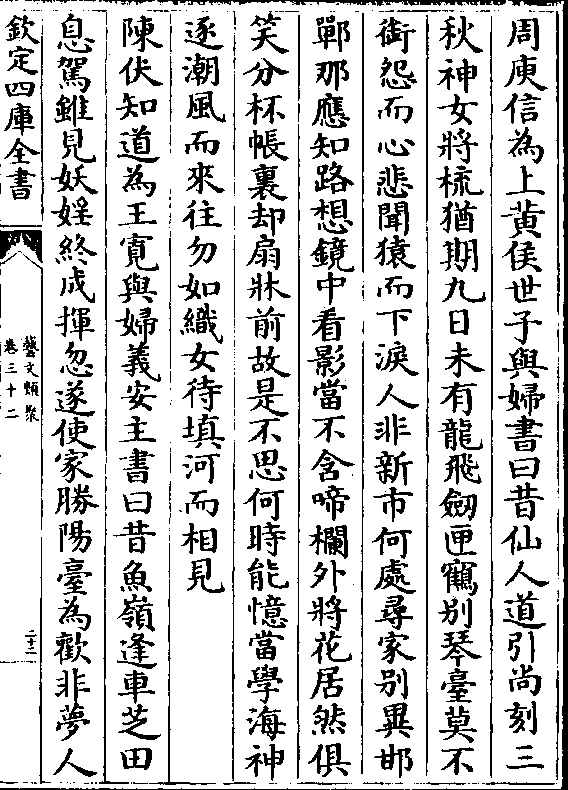 周庾信為上黃侯世子與婦書曰昔仙人道引尚刻三
秋神女將梳猶期九日未有龍飛劒匣鶴別琴臺莫不
銜怨而心悲聞猿而下淚人非新市何處尋家別異邯
鄲那應知路想鏡中看影當不含啼欄外將花居然俱
笑分杯帳裏却扇牀前故是不思何時能憶當學海神
逐潮風而來往勿如織女待填河而相見
陳伏知道為王寛與婦義安主書曰昔魚嶺逢車芝田
息駕雖見妖婬終成揮忽遂使家勝陽臺為歡非夢人
欽定四庫全書
藝文類聚
卷三十二
二十三